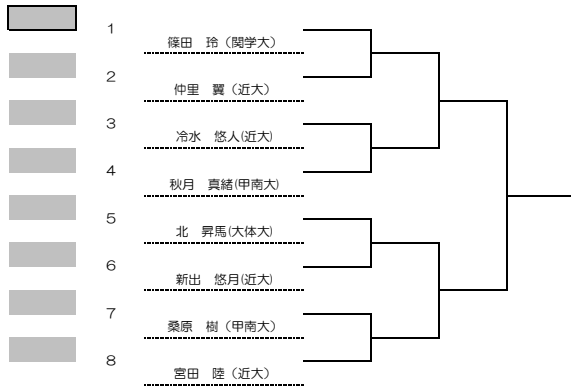 1
篠田　玲（関学大）
2
仲里　翼（近大）
3
冷水　悠人(近大)
4
秋月　真緒(甲南大)
5
北　昇馬(大体大)
6
新出　悠月(近大)
7
桑原　樹（甲南大）
8
宮田　陸（近大）